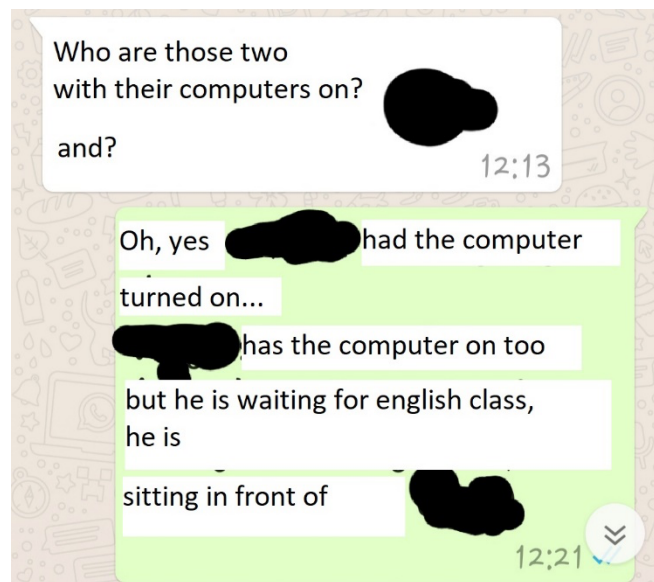 Who are those two
with their computers on?
and?
12:13
Oh, yes had the computer
turned on...
has the computer on too
but he is waiting for english class,
he is
sitting in front of
12:21